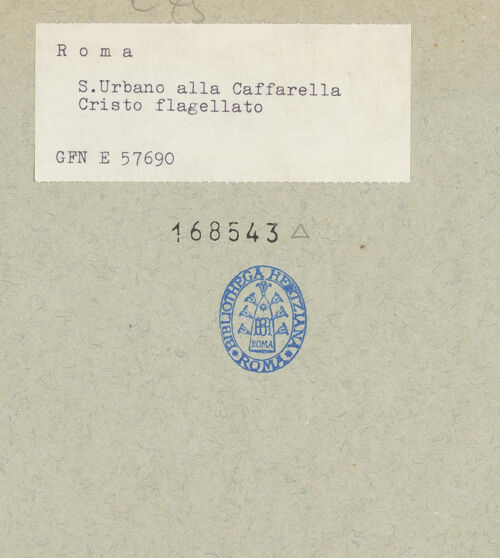 R o m a
S.Urbano alla Caffarella
Cristo flagellato
GFN E 57690
168543
BIBLIOTHECA HERTZIANA
ROMA
ROMA